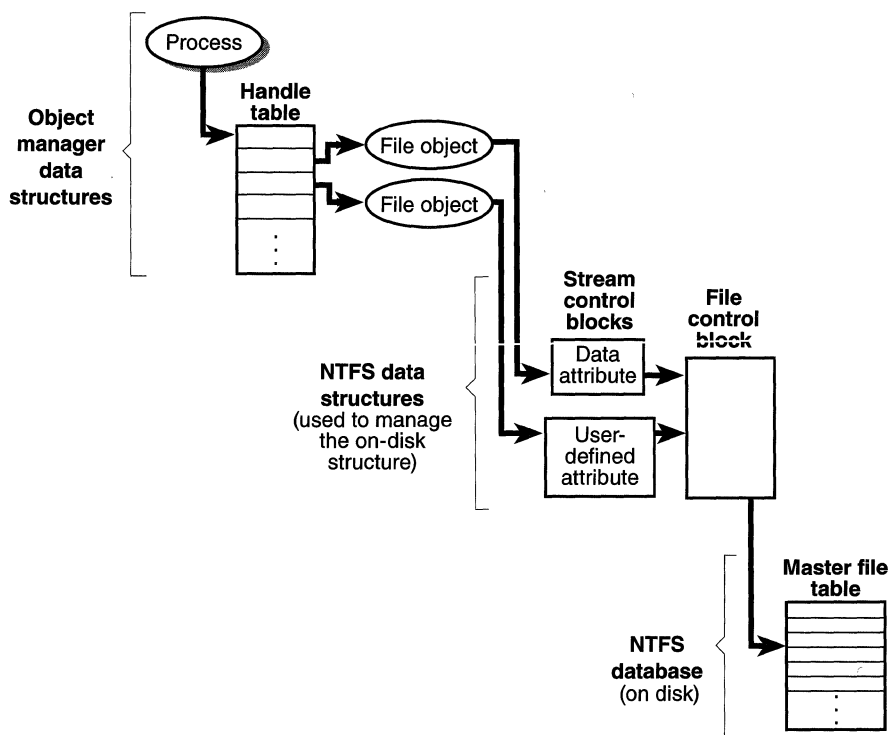 Process
Handle
table
Object
manager
data
structures
File object
File object
Stream
control
blocks
File
control
block
Data
attribute
NTFS data
structures
(used to manage
the on-disk
structure)
User-
defined
attribute
Master file
table
NTFS
database
(on disk)